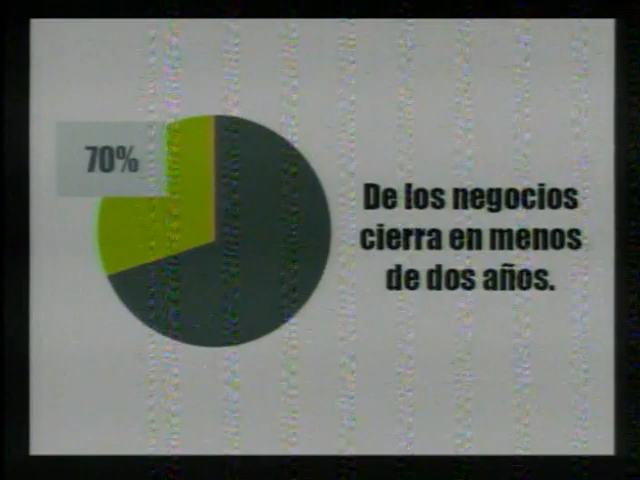 70%
De los negocios
cierra en menos
de dos años.